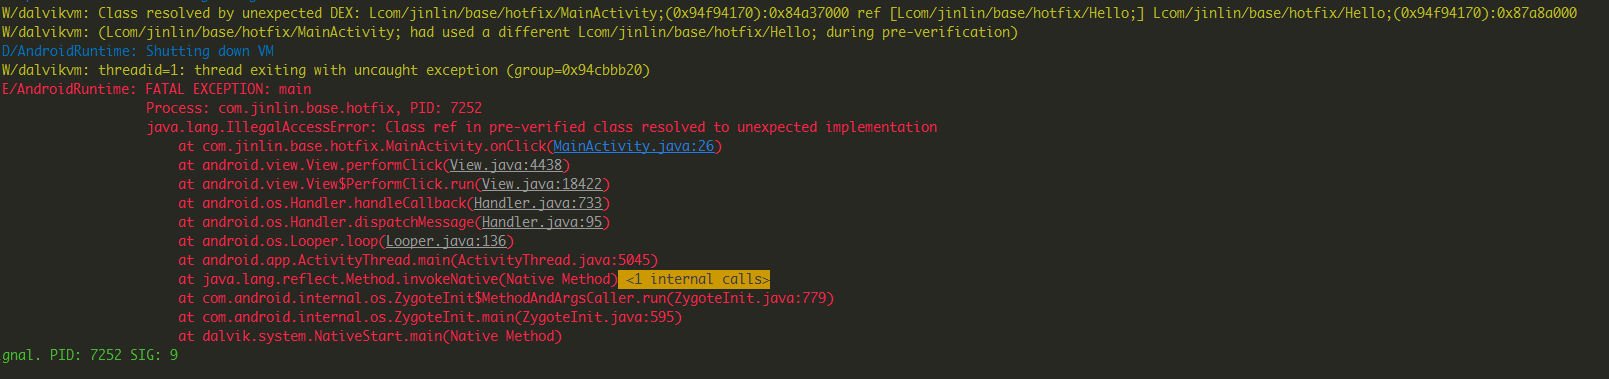 W/dalvikvm: Class resolved by unexpected DEX: Lcom/jinlin/base/hotfix/MainActivity;(0x94f94170):0x84a37000 ref [Lcom/jinlin/base/hotfix/Hello;] Lcom/jinlin/base/hotfix/Hello;(0x94f94170):0x87a8a000
W/dalvikvm: (Lcom/jinlin/base/hotfix/MainActivity; had used a different Lcom/jinlin/base/hotfix/Hello; during pre-verification)
D/AndroidRuntime: Shutting down VM
W/dalvikvm: threadid=1: thread exiting with uncaught exception (group=0x94cbbb20)
E/AndroidRuntime: FATAL EXCEPTION: main
Process: com.jinlin.base.hotfix, PID: 7252
java.lang.IllegalAccessError: Class ref in pre-verified class resolved to unexpected implementation
at com.jinlin.base.hotfix.MainActivity.onClick(MainActivity.java:26)
at android.view.View.performClick(View.java:4438)
at android.view.View$PerformClick.run(View.java:18422)
at android.os.Handler.handleCallback(Handler.java:733)
at android.os.Handler.dispatchMessage(Handler.java:95)
at android.os.Looper.loop(Looper.java:136)
at android.app.ActivityThread.main(ActivityThread.java:5045)
at java.lang.reflect.Method.invokeNative(Native Method) <1 internal calls>
at com.android.internal.os.ZygoteInit$MethodAndArgsCaller.run(ZygoteInit.java:779)
at com.android.internal.os.ZygoteInit.main(ZygoteInit.java:595)
at dalvik.system.NativeStart.main(Native Method)
gnal. PID: 7252 SIG: 9